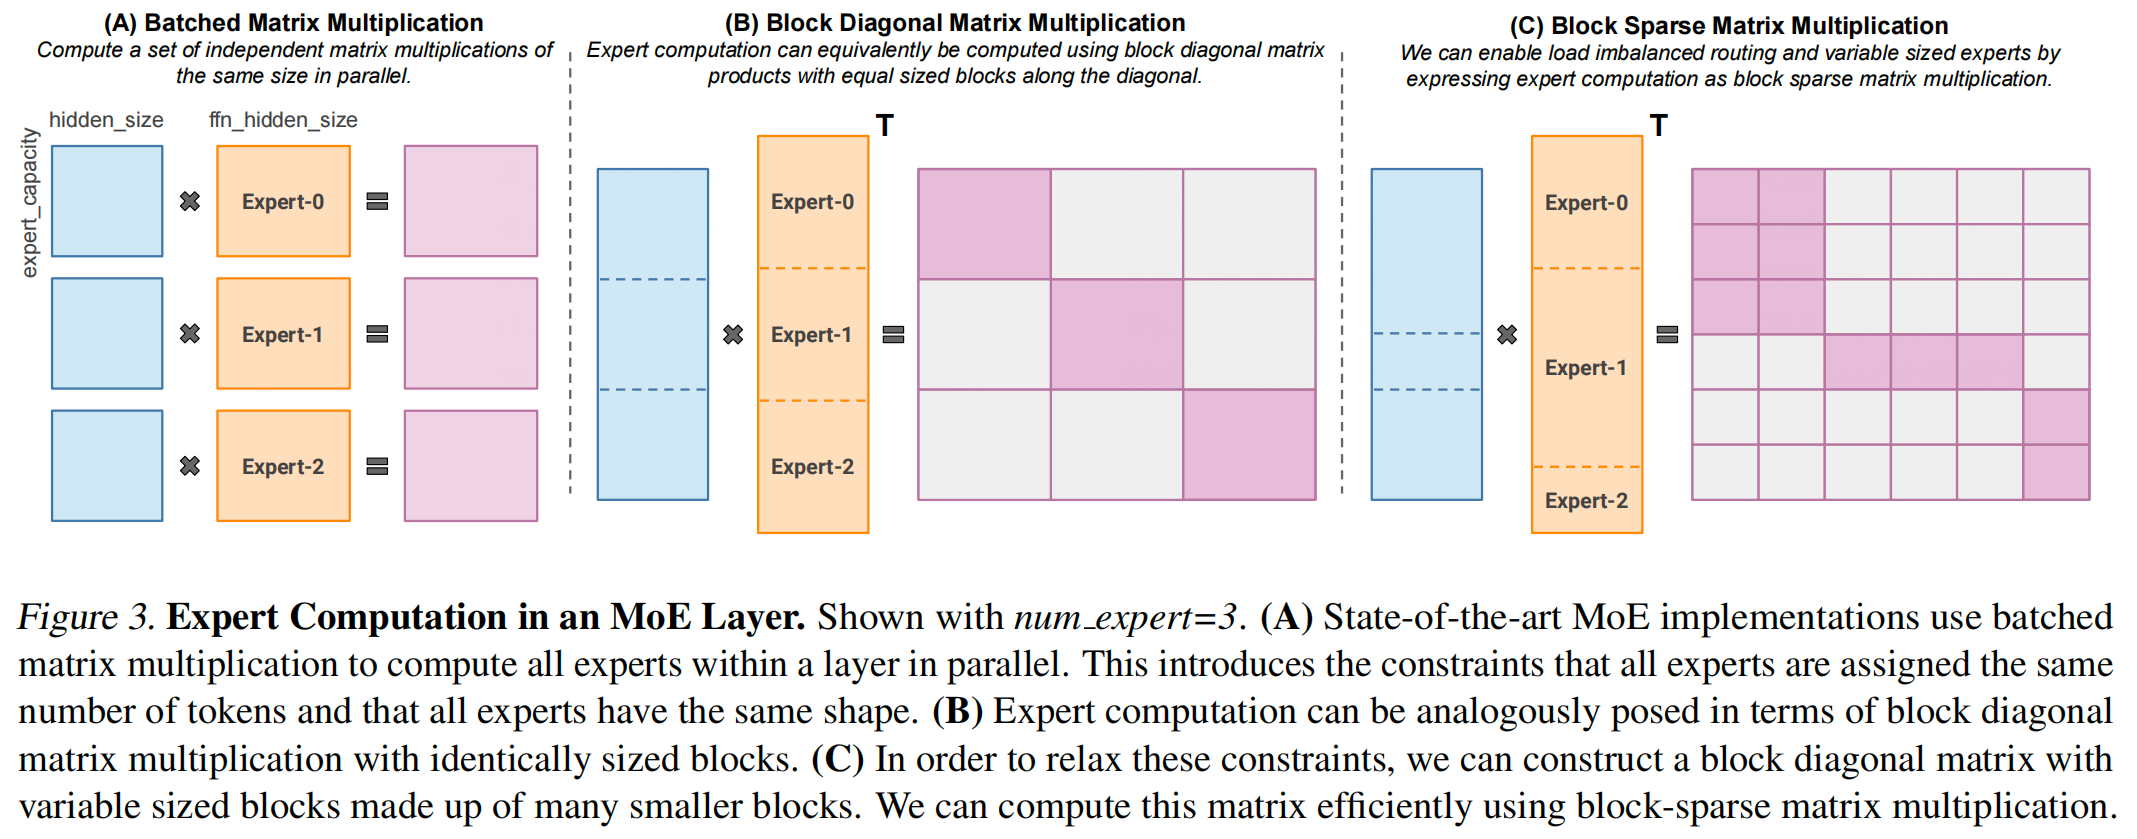 (A) Batched Matrix Multiplication
Compute a set of independent matrix multiplications of
the same size in parallel.
hidden_size
ffn_hidden_size
expert_capacity
Expert-0
Expert-1
Expert-2
(B) Block Diagonal Matrix Multiplication
Expert computation can equivalently be computed using block diagonal matrix
products with equal sized blocks along the diagonal.
T
Expert-0
Expert-1
Expert-2
(C) Block Sparse Matrix Multiplication
We can enable load imbalanced routing and variable sized experts by
expressing expert computation as block sparse matrix multiplication.
T
Expert-0
Expert-1
Expert-2
Figure 3. Expert Computation in an MoE Layer. Shown with num_expert=3. (A) State-of-the-art MoE implementations use batched
matrix multiplication to compute all experts within a layer in parallel. This introduces the constraints that all experts are assigned the same
number of tokens and that all experts have the same shape. (B) Expert computation can be analogously posed in terms of block diagonal
matrix multiplication with identically sized blocks. (C) In order to relax these constraints, we can construct a block diagonal matrix with
variable sized blocks made up of many smaller blocks. We can compute this matrix efficiently using block-sparse matrix multiplication.